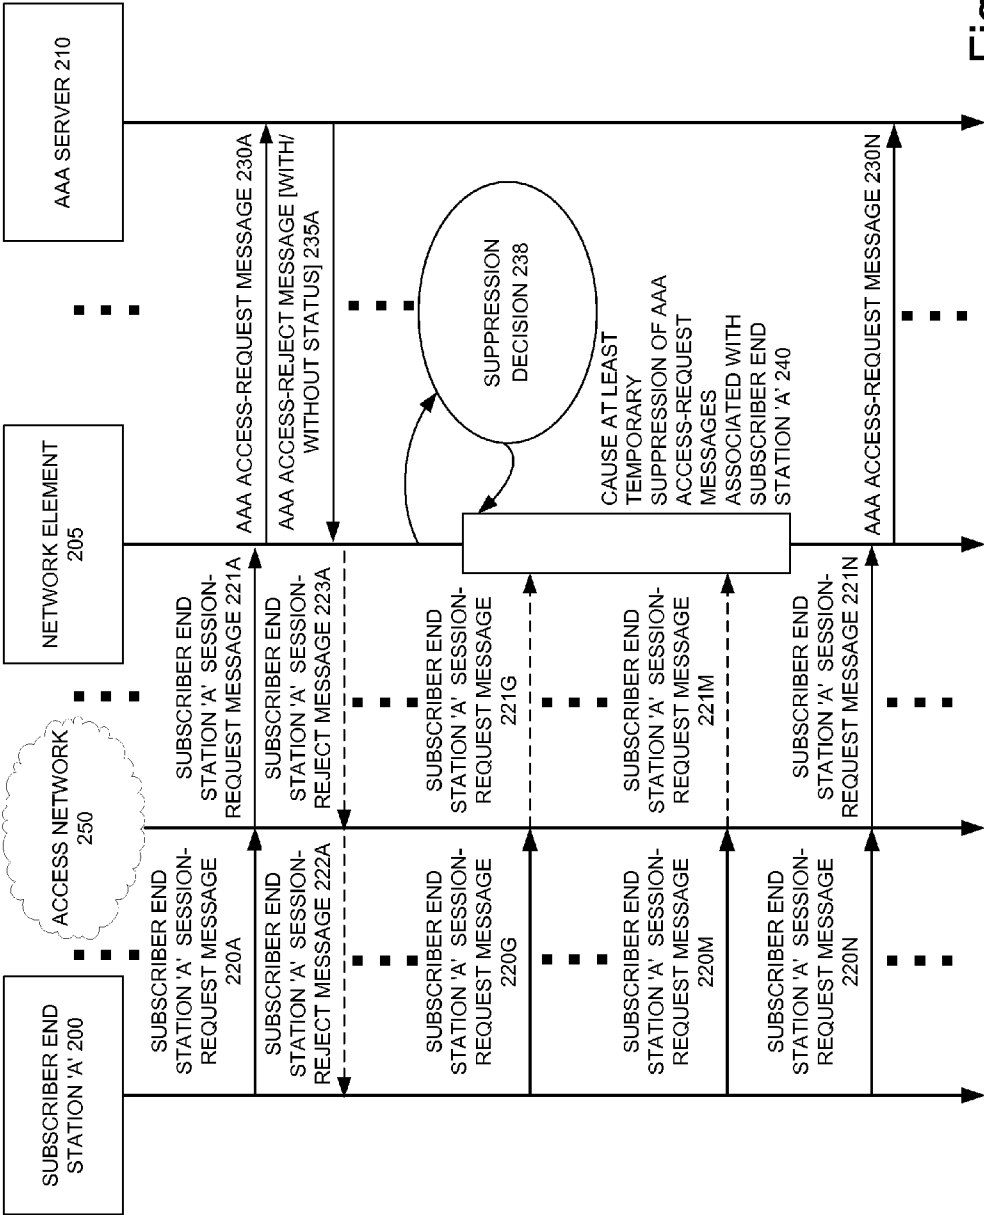 SUBSCRIBER END
STATION 'A' 200
ACCESS NETWORK
250
NETWORK ELEMENT
205
AAA SERVER 210
SUBSCRIBER END
STATION 'A' SESSION-
REQUEST MESSAGE
220A
SUBSCRIBER END
STATION 'A' SESSION-
REQUEST MESSAGE 221A
AAA ACCESS-REQUEST MESSAGE 230A
SUBSCRIBER END
STATION 'A' SESSION-
REJECT MESSAGE 222A
SUBSCRIBER END
STATION 'A' SESSION-
REJECT MESSAGE 223A
AAA ACCESS-REJECT MESSAGE [WITH/
WITHOUT STATUS] 235A
SUPPRESSION
DECISION 238
SUBSCRIBER END
STATION 'A' SESSION-
REQUEST MESSAGE
220G
SUBSCRIBER END
STATION 'A' SESSION-
REQUEST MESSAGE
221G
CAUSE AT LEAST
TEMPORARY
SUPPRESSION OF AAA
ACCESS-REQUEST
MESSAGES
ASSOCIATED WITH
SUBSCRIBER END
STATION 'A' 240
SUBSCRIBER END
STATION 'A' SESSION-
REQUEST MESSAGE
220M
SUBSCRIBER END
STATION 'A' SESSION-
REQUEST MESSAGE
221M
SUBSCRIBER END
STATION 'A' SESSION-
REQUEST MESSAGE
220N
SUBSCRIBER END
STATION 'A' SESSION-
REQUEST MESSAGE 221N
AAA ACCESS-REQUEST MESSAGE 230N